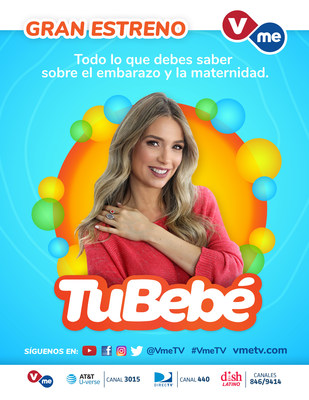 GRAN ESTRENO
Vme
Todo lo que debes saber
sobre el embarazo y la maternidad.
TuBebé
SÍGUENOS EN: @VmeTV #VmeTV vmetv.com
Vme AT&T U-verse CANAL 3015 DIRECTV CANAL 440 dish LATINO CANALES 846/9414